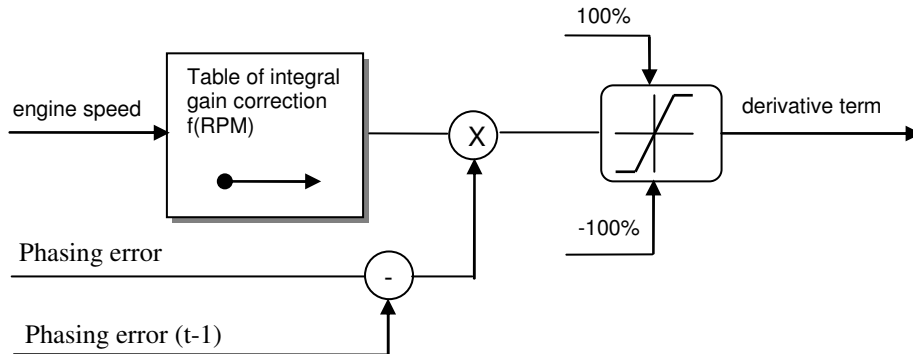 100%
Table of integral
gain correction
f(RPM)
engine speed
derivative term
X
-100%
Phasing error
-
Phasing error (t-1)